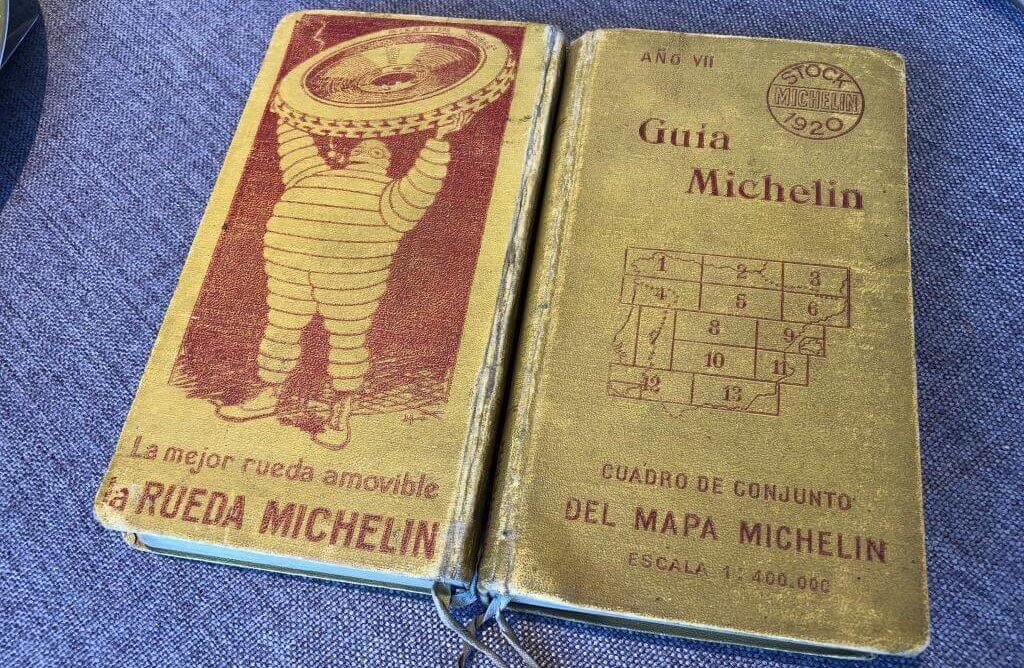 La mejor rueda amovible
la RUEDA MICHELIN
AÑO VII
STOCK
MICHELIN
1920
Guia
Michelin
1 2 3
4 5 6
7 8 9
10 11
12 13
CUADRO DE CONJUNTO
DEL MAPA MICHELIN
ESCALA 1:400.000